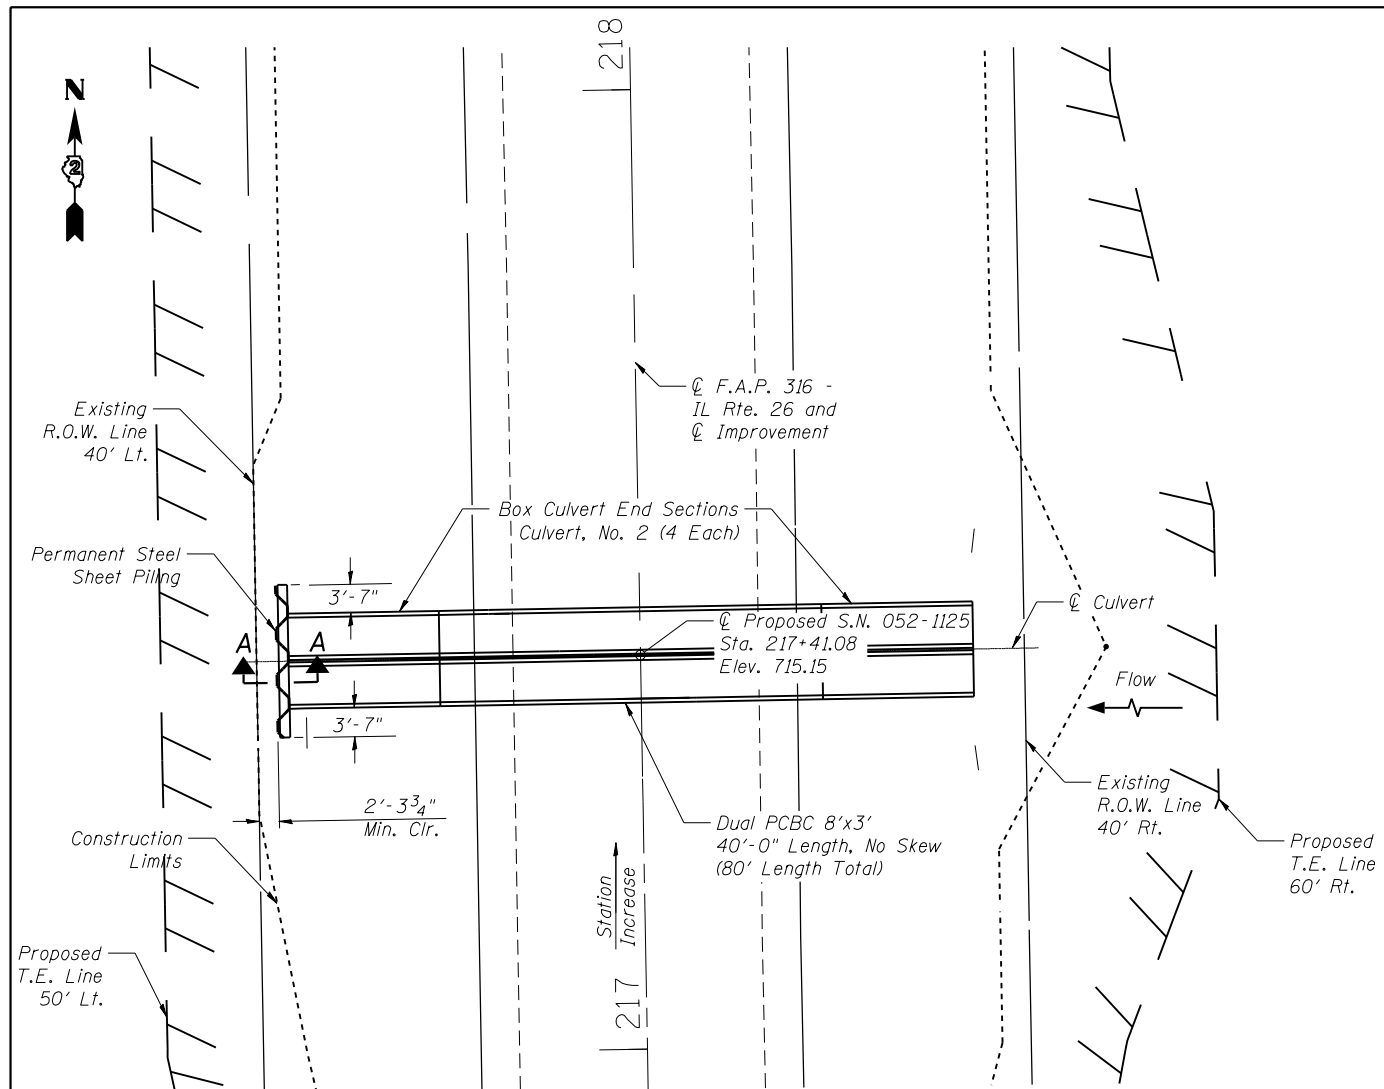 218
N
2
℄ F.A.P. 316 -
IL Rte. 26 and
℄ Improvement
Existing
R.O.W. Line
40' Lt.
Box Culvert End Sections
Culvert, No. 2 (4 Each)
Permanent Steel
Sheet Piling
3'-7"
℄ Culvert
℄ Proposed S.N. 052-1125
Sta. 217+41.08
Elev. 715.15
A
A
Flow
3'-7"
2'-3¾"
Min. Clr.
Existing
R.O.W. Line
40' Rt.
Dual PCBC 8'x3'
40'-0" Length, No Skew
(80' Length Total)
Construction
Limits
Proposed
T.E. Line
60' Rt.
Station
Increase
Proposed
T.E. Line
50' Lt.
217